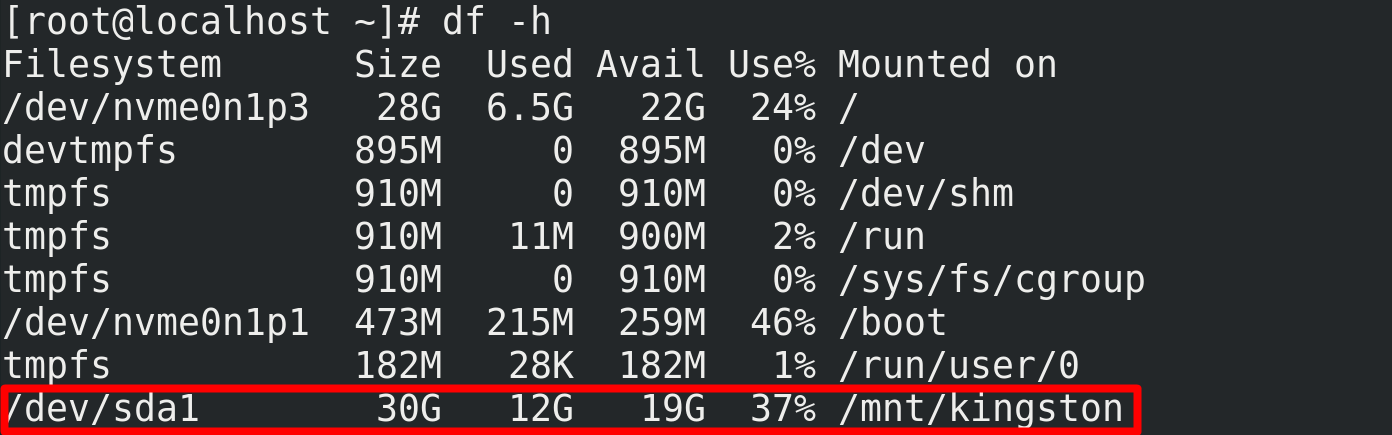 [root@localhost ~]# df -h
Filesystem      Size  Used Avail Use% Mounted on
/dev/nvme0n1p3   28G  6.5G   22G  24% /
devtmpfs        895M     0  895M   0% /dev
tmpfs           910M     0  910M   0% /dev/shm
tmpfs           910M   11M  900M   2% /run
tmpfs           910M     0  910M   0% /sys/fs/cgroup
/dev/nvme0n1p1  473M  215M  259M  46% /boot
tmpfs           182M   28K  182M   1% /run/user/0
/dev/sda1        30G   12G   19G  37% /mnt/kingston